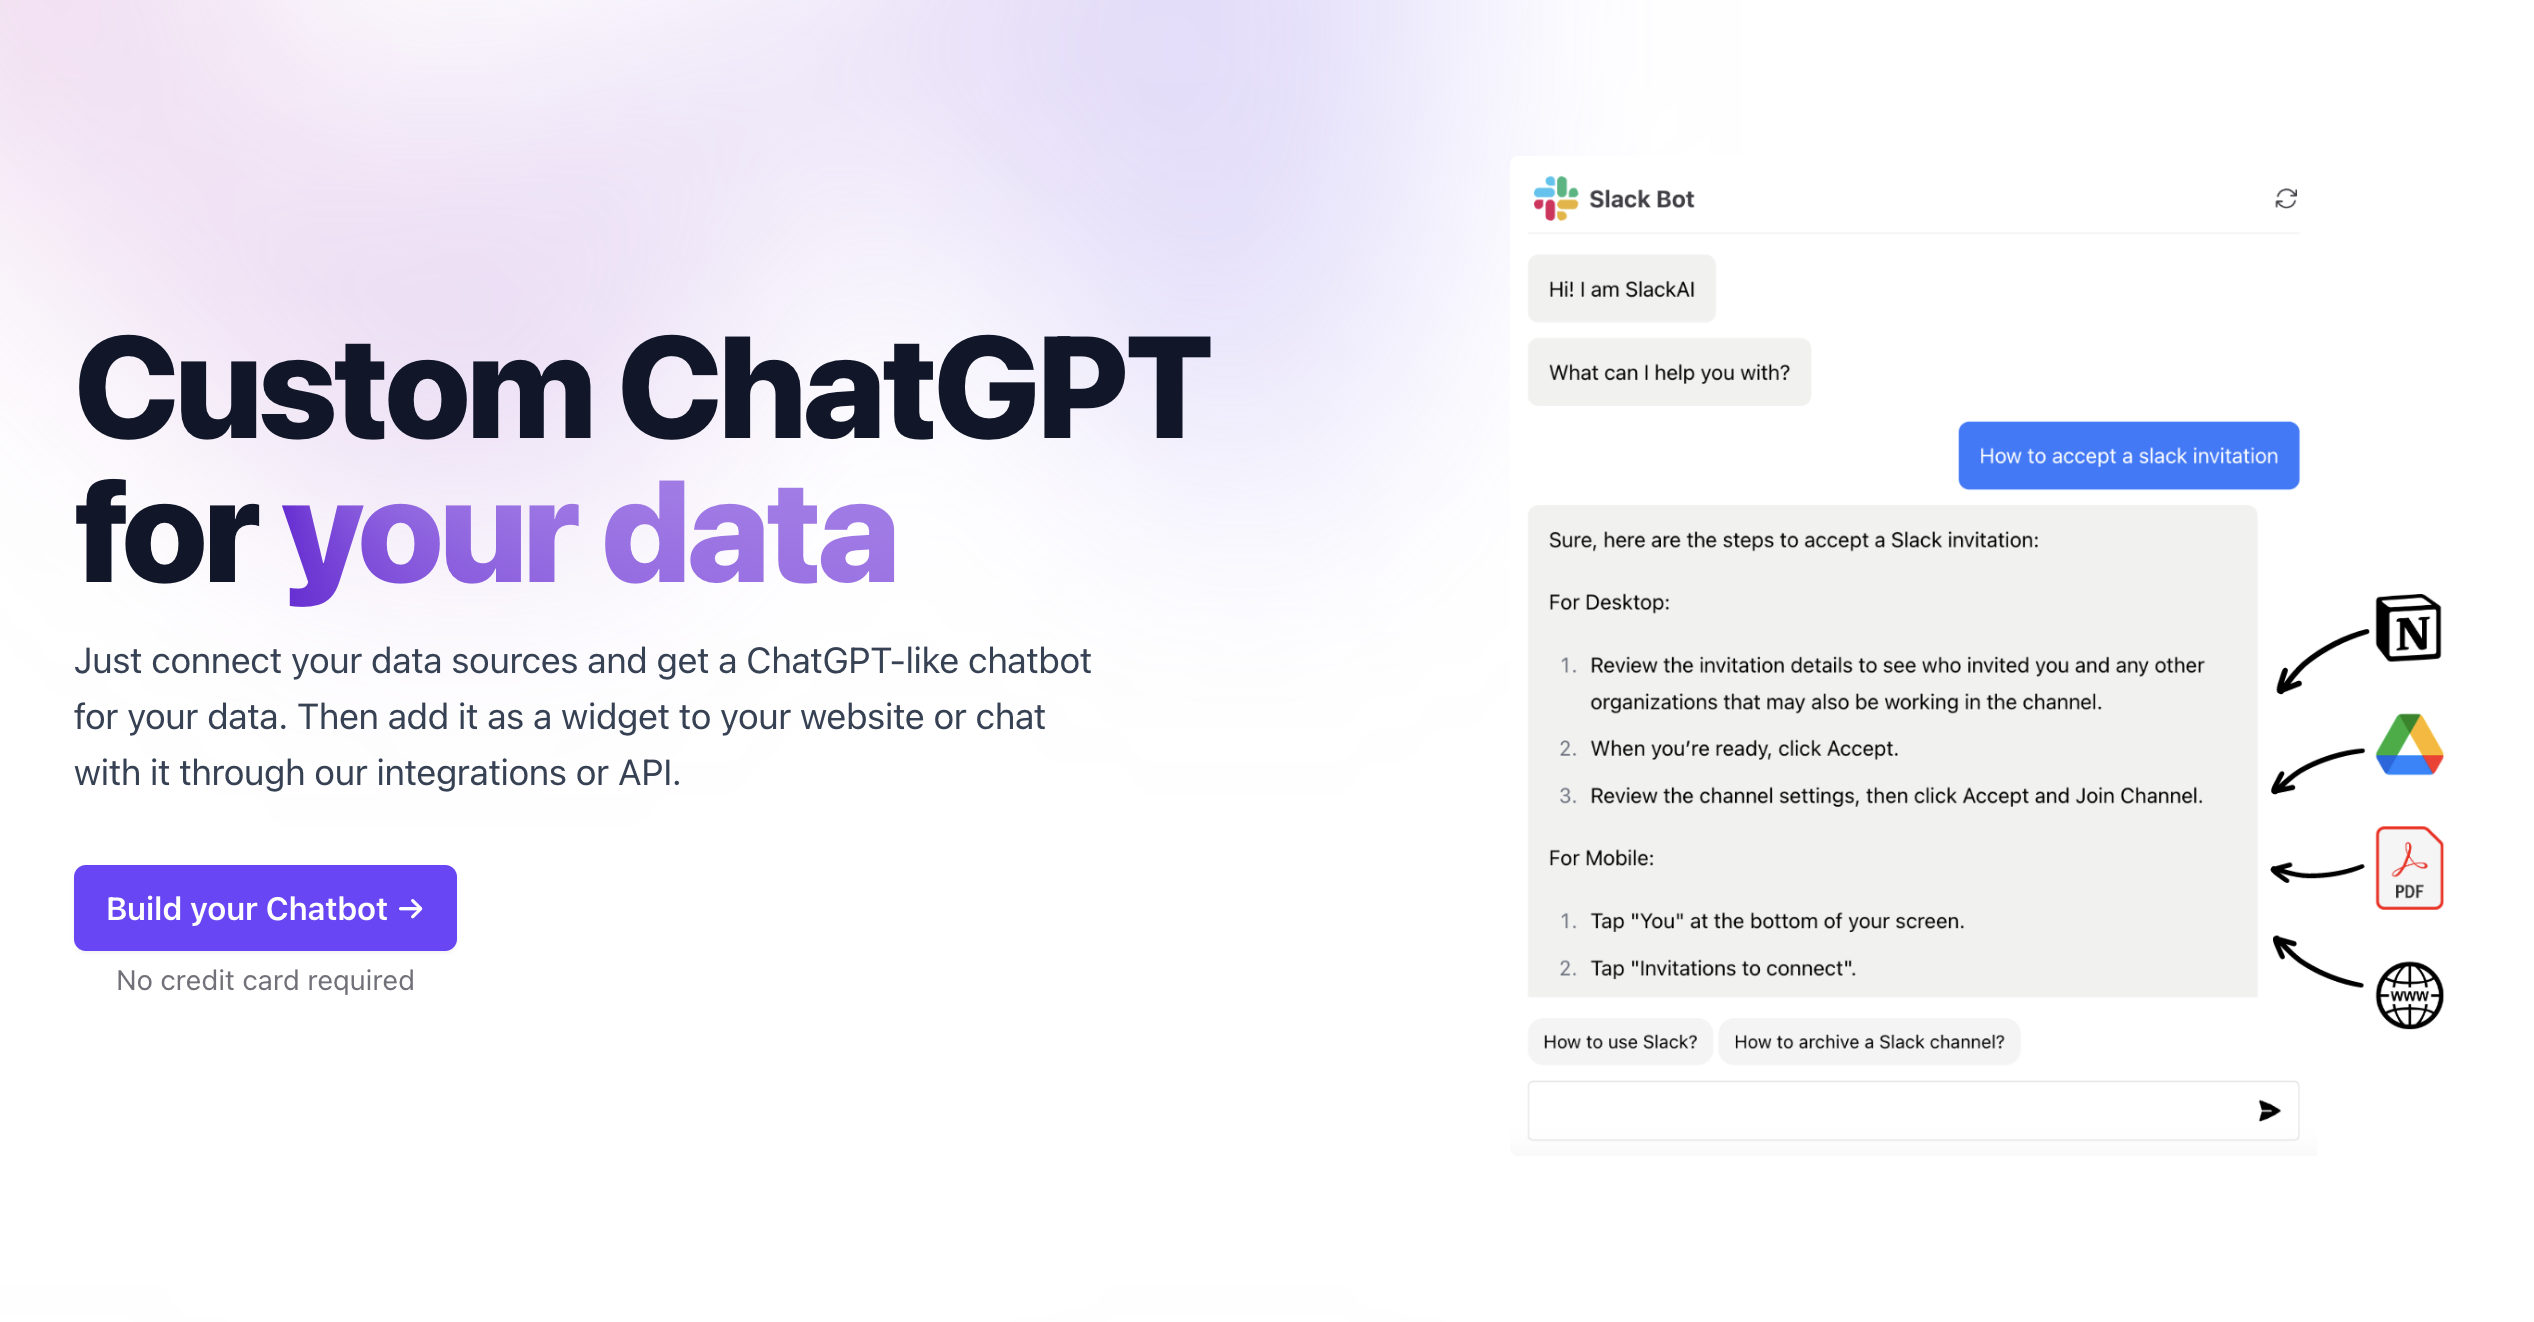 Custom ChatGPT
for your data
Just connect your data sources and get a ChatGPT-like chatbot
for your data. Then add it as a widget to your website or chat
with it through our integrations or API.
Build your Chatbot →
No credit card required
Slack Bot
Hi! I am SlackAI
What can I help you with?
How to accept a slack invitation
Sure, here are the steps to accept a Slack invitation:
For Desktop:
1. Review the invitation details to see who invited you and any other
organizations that may also be working in the channel.
2. When you’re ready, click Accept.
3. Review the channel settings, then click Accept and Join Channel.
For Mobile:
1. Tap "You" at the bottom of your screen.
2. Tap "Invitations to connect".
How to use Slack?
How to archive a Slack channel?
N
PDF
www